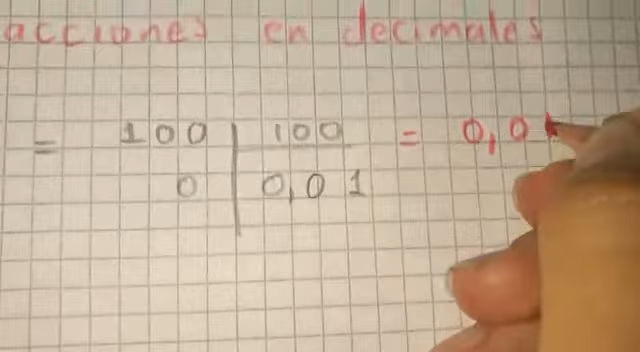 acciones en decimales
= 100 | 100 = 0,0
0 | 0,01